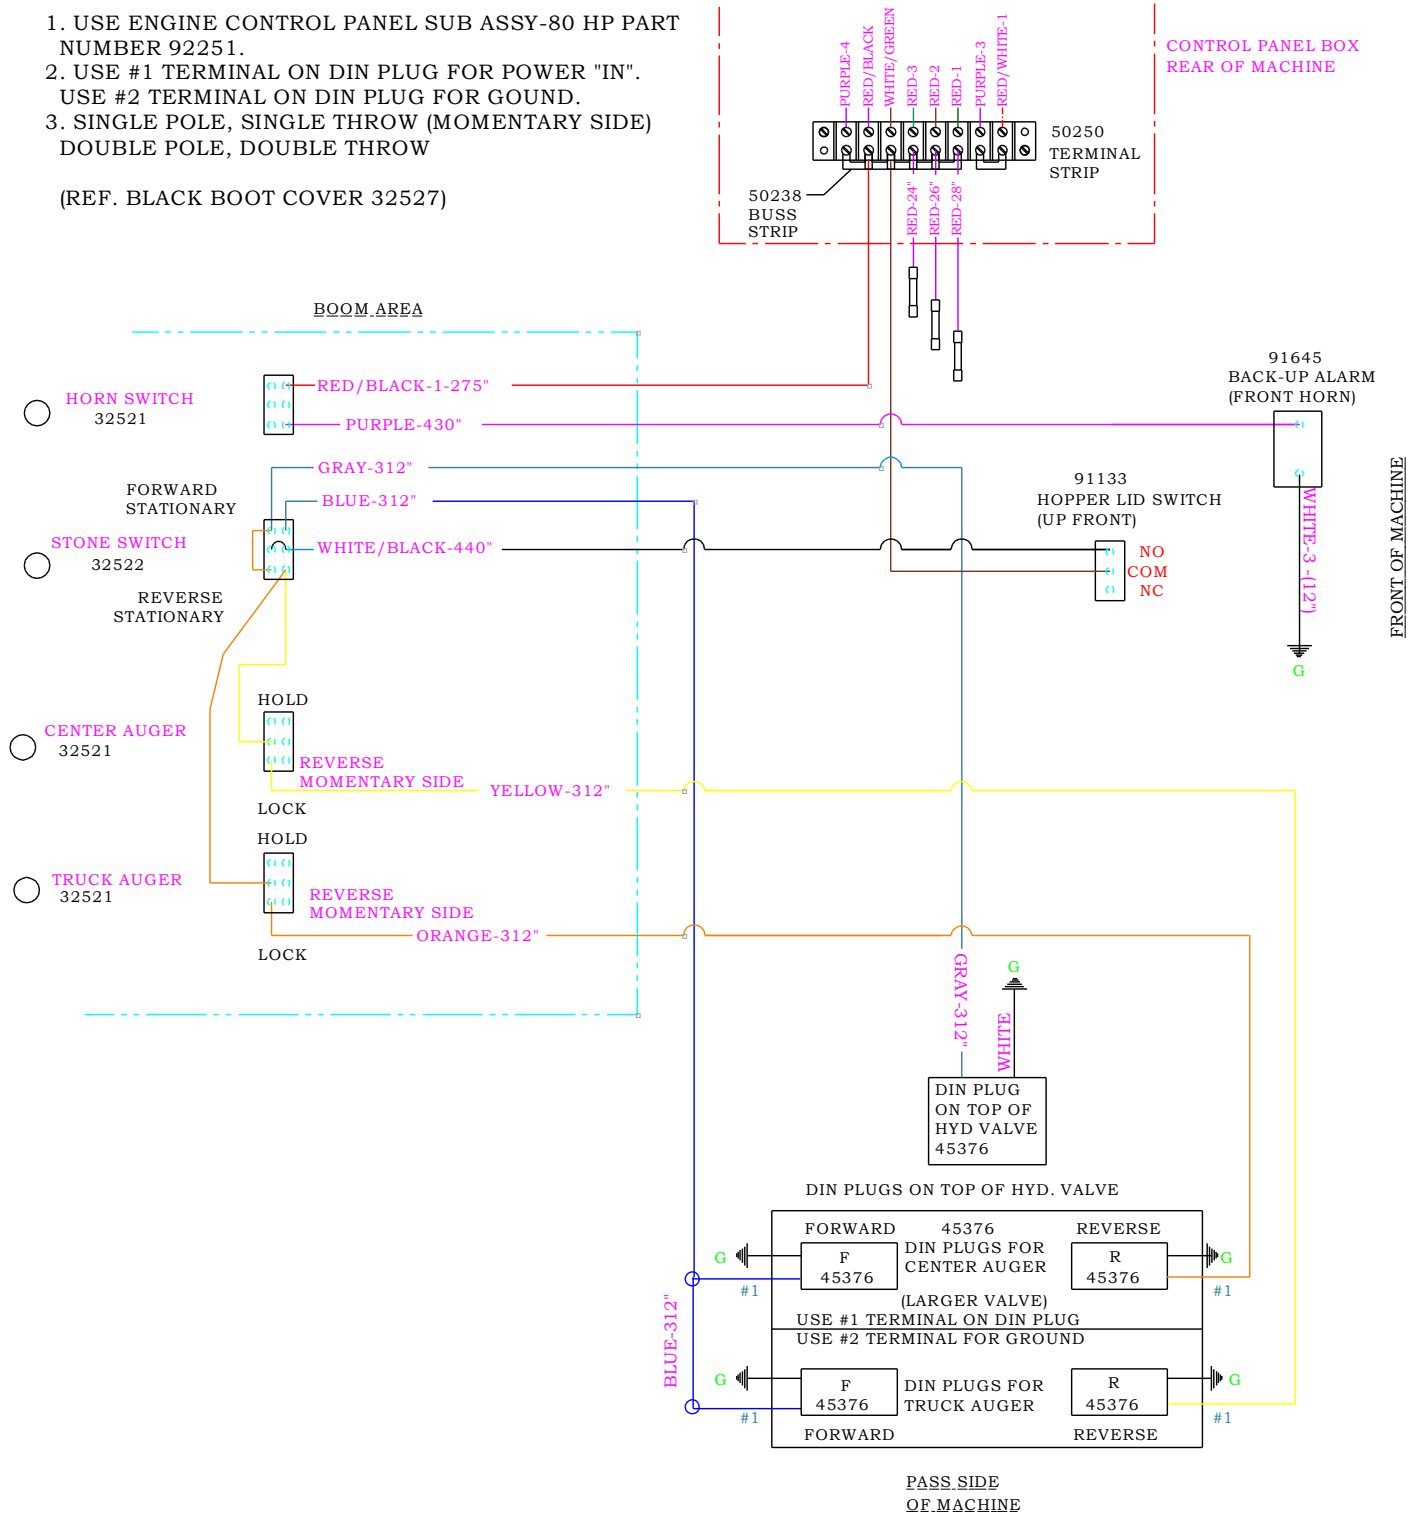 1. USE ENGINE CONTROL PANEL SUB ASSY-80 HP PART
NUMBER 92251.
2. USE #1 TERMINAL ON DIN PLUG FOR POWER "IN".
USE #2 TERMINAL ON DIN PLUG FOR GOUND.
3. SINGLE POLE, SINGLE THROW (MOMENTARY SIDE)
DOUBLE POLE, DOUBLE THROW
(REF. BLACK BOOT COVER 32527)
PURPLE-4
RED/BLACK
WHITE/GREEN
RED-3
RED-2
RED-1
PURPLE-3
RED/WHITE-1
CONTROL PANEL BOX
REAR OF MACHINE
50250
TERMINAL
STRIP
50238
BUSS
STRIP
RED-24"
RED-26"
RED-28"
BOOM AREA
HORN SWITCH
32521
RED/BLACK-1-275"
PURPLE-430"
91645
BACK-UP ALARM
(FRONT HORN)
GRAY-312"
BLUE-312"
FORWARD
STATIONARY
STONE SWITCH
32522
WHITE/BLACK-440"
REVERSE
STATIONARY
91133
HOPPER LID SWITCH
(UP FRONT)
NO
COM
NC
WHITE-3 -(12")
G
FRONT OF MACHINE
HOLD
CENTER AUGER
32521
REVERSE
MOMENTARY SIDE
YELLOW-312"
LOCK
HOLD
TRUCK AUGER
32521
REVERSE
MOMENTARY SIDE
ORANGE-312"
LOCK
GRAY-312"
G
WHITE
DIN PLUG
ON TOP OF
HYD VALVE
45376
DIN PLUGS ON TOP OF HYD. VALVE
FORWARD
45376
REVERSE
G
F
45376
DIN PLUGS FOR
CENTER AUGER
R
45376
G
#1
#1
(LARGER VALVE)
USE #1 TERMINAL ON DIN PLUG
USE #2 TERMINAL FOR GROUND
BLUE-312"
G
F
45376
DIN PLUGS FOR
TRUCK AUGER
R
45376
G
#1
#1
FORWARD
REVERSE
PASS SIDE
OF MACHINE